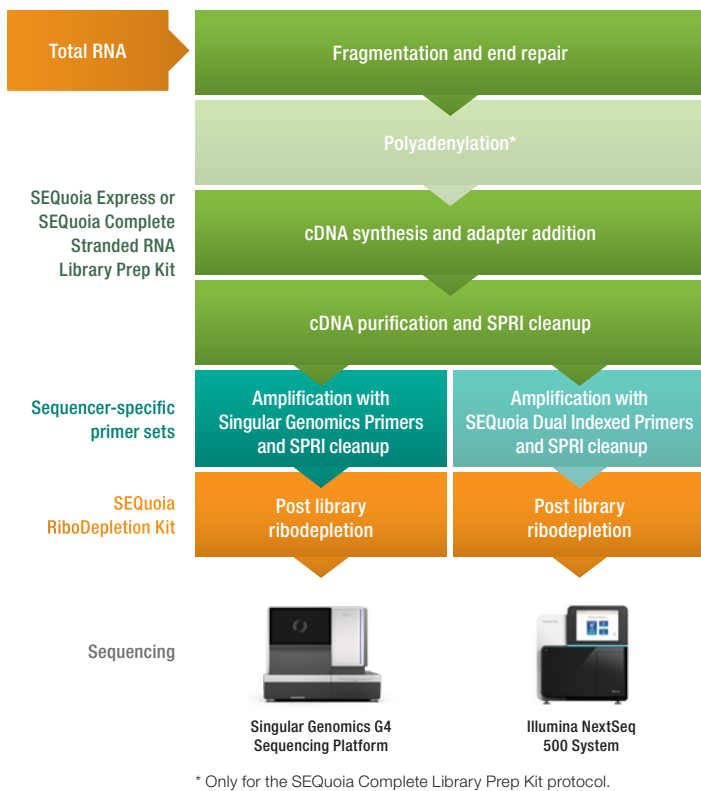 Total RNA
Fragmentation and end repair
Polyadenylation*
SEQuoia Express or
SEQuoia Complete
Stranded RNA
Library Prep Kit
cDNA synthesis and adapter addition
cDNA purification and SPRI cleanup
Sequencer-specific
primer sets
Amplification with
Singular Genomics Primers
and SPRI cleanup
Amplification with
SEQuoia Dual Indexed Primers
and SPRI cleanup
SEQuoia
RiboDepletion Kit
Post library
ribodepletion
Post library
ribodepletion
Sequencing
Singular Genomics G4
Sequencing Platform
Illumina NextSeq
500 System
* Only for the SEQuoia Complete Library Prep Kit protocol.